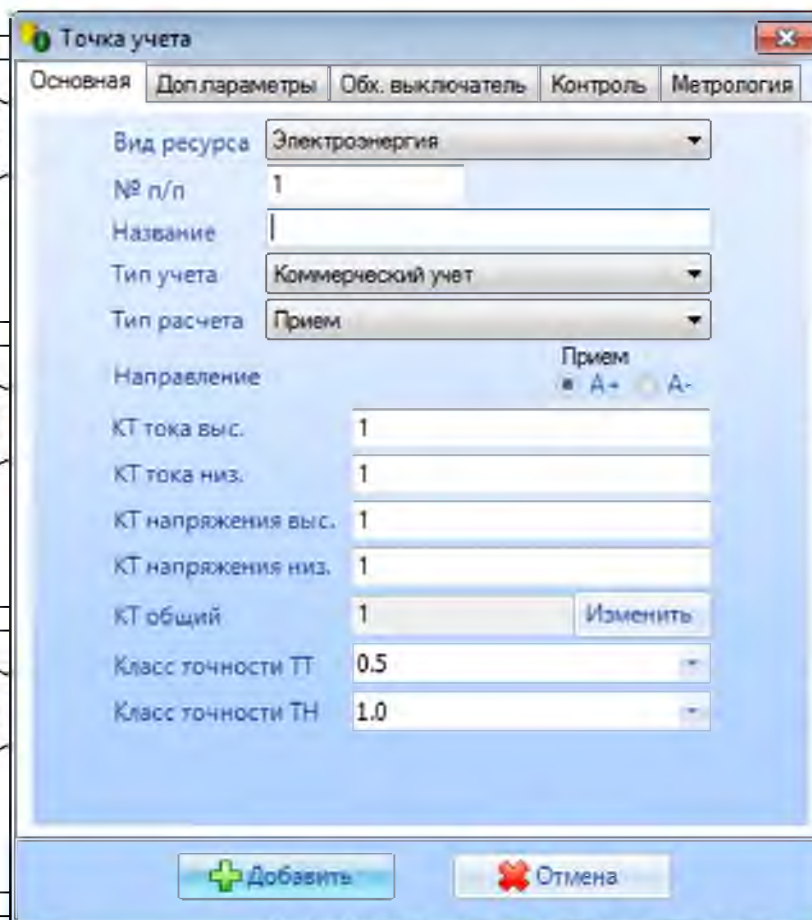 Точка учета
Основная Доп.параметры Обх. выключатель Контроль Метрология
Вид ресурса Электроэнергия
№ п/п 1
Название
Тип учета Коммерческий учет
Тип расчета Прием
Прием
Направление A+ A-
КТ тока выс. 1
КТ тока низ. 1
КТ напряжения выс. 1
КТ напряжения низ. 1
КТ общий 1 Изменить
Класс точности ТТ 0.5
Класс точности ТН 1.0
Добавить Отмена